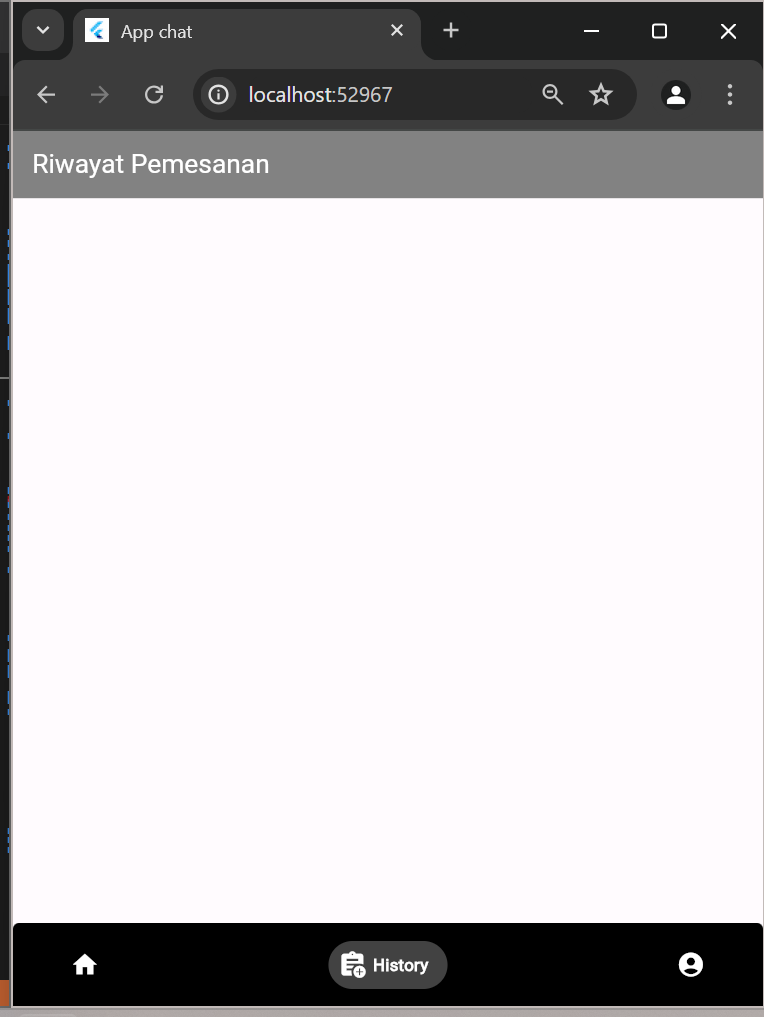 App chat
localhost:52967
Riwayat Pemesanan
History